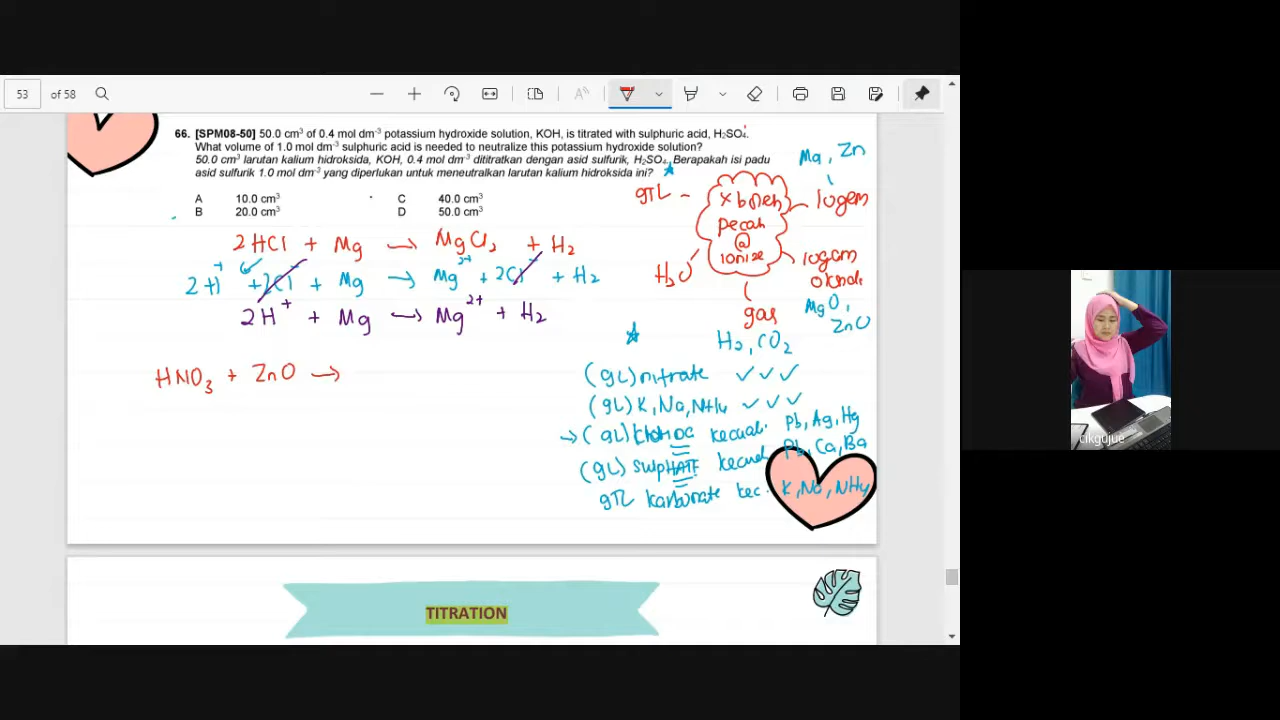 53 of 58
66. [SPM08-50] 50.0 cm³ of 0.4 mol dm⁻³ potassium hydroxide solution, KOH, is titrated with sulphuric acid, H₂SO₄.
What volume of 1.0 mol dm⁻³ sulphuric acid is needed to neutralize this potassium hydroxide solution?
50.0 cm³ larutan kalium hidroksida, KOH, 0.4 mol dm⁻³ dititratkan dengan asid sulfurik, H₂SO₄. Berapakah isi padu
asid sulfurik 1.0 mol dm⁻³ yang diperlukan untuk meneutralkan larutan kalium hidroksida ini?
A 10.0 cm³ C 40.0 cm³
B 20.0 cm³ D 50.0 cm³
2HCl + Mg → MgCl₂ + H₂
2H⁺ + 2Cl⁻ + Mg → Mg²⁺ + 2Cl⁻ + H₂
2H⁺ + Mg → Mg²⁺ + H₂
HNO₃ + ZnO →
gTL
x boleh
pecah
@
ionize
Mg, Zn
logam
logam
oksida
MgO,
ZnO
H₂O
gas
H₂, CO₂
(gL) nitrate ✓ ✓ ✓
(gL) K, Na, NH₄ ✓ ✓ ✓
→ (gL) kecuali Pb, Ag, Hg
(gL) sulpHATE kecuali Pb, Ca, Ba
gTL karbonate kec. K, Na, NH₄
TITRATION
cikgujue